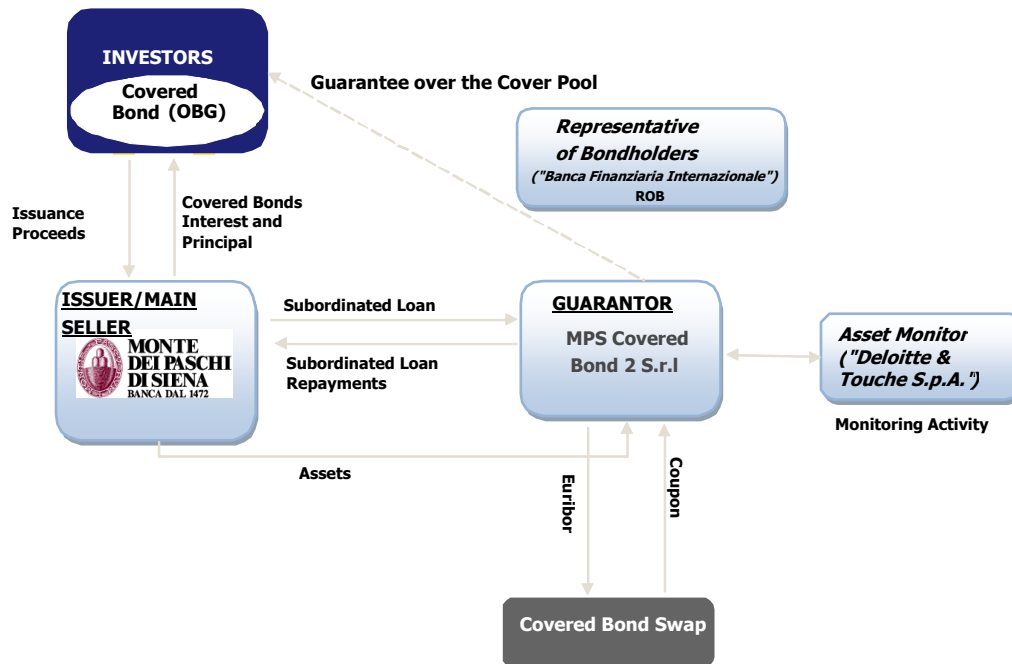 INVESTORS
Covered
Bond (OBG)
Guarantee over the Cover Pool
Representative
of Bondholders
("Banca Finanziaria Internazionale")
ROB
Issuance
Proceeds
Covered Bonds
Interest and
Principal
ISSUER/MAIN
SELLER
MONTE
DEI PASCHI
DI SIENA
BANCA DAL 1472
Subordinated Loan
Subordinated Loan
Repayments
GUARANTOR
MPS Covered
Bond 2 S.r.l
Asset Monitor
("Deloitte &
Touche S.p.A.")
Monitoring Activity
Assets
Euribor
Coupon
Covered Bond Swap